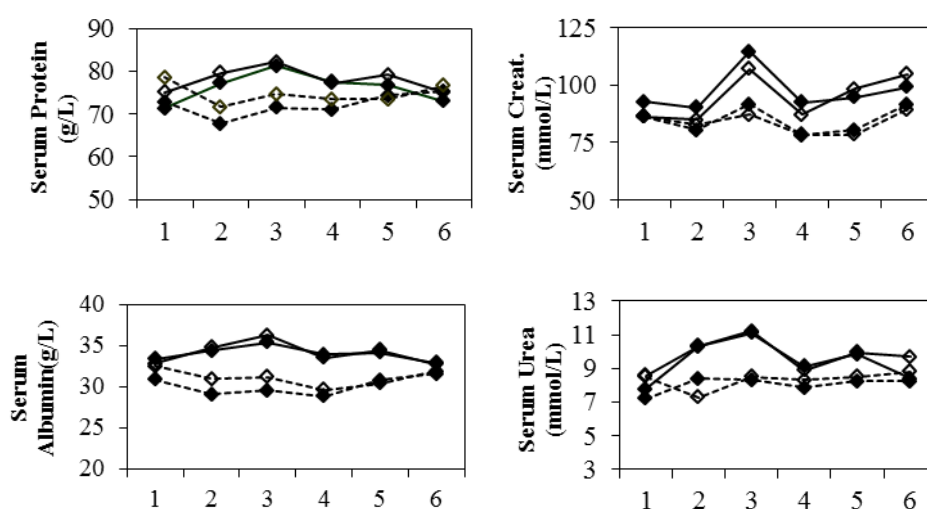 Serum Protein
(g/L)
90
80
70
60
50
1 2 3 4 5 6
Serum Creat.
(mmol/L)
125
100
75
50
1 2 3 4 5 6
Serum
Albumin(g/L)
40
35
30
25
20
1 2 3 4 5 6
Serum Urea
(mmol/L)
13
11
9
7
5
3
1 2 3 4 5 6